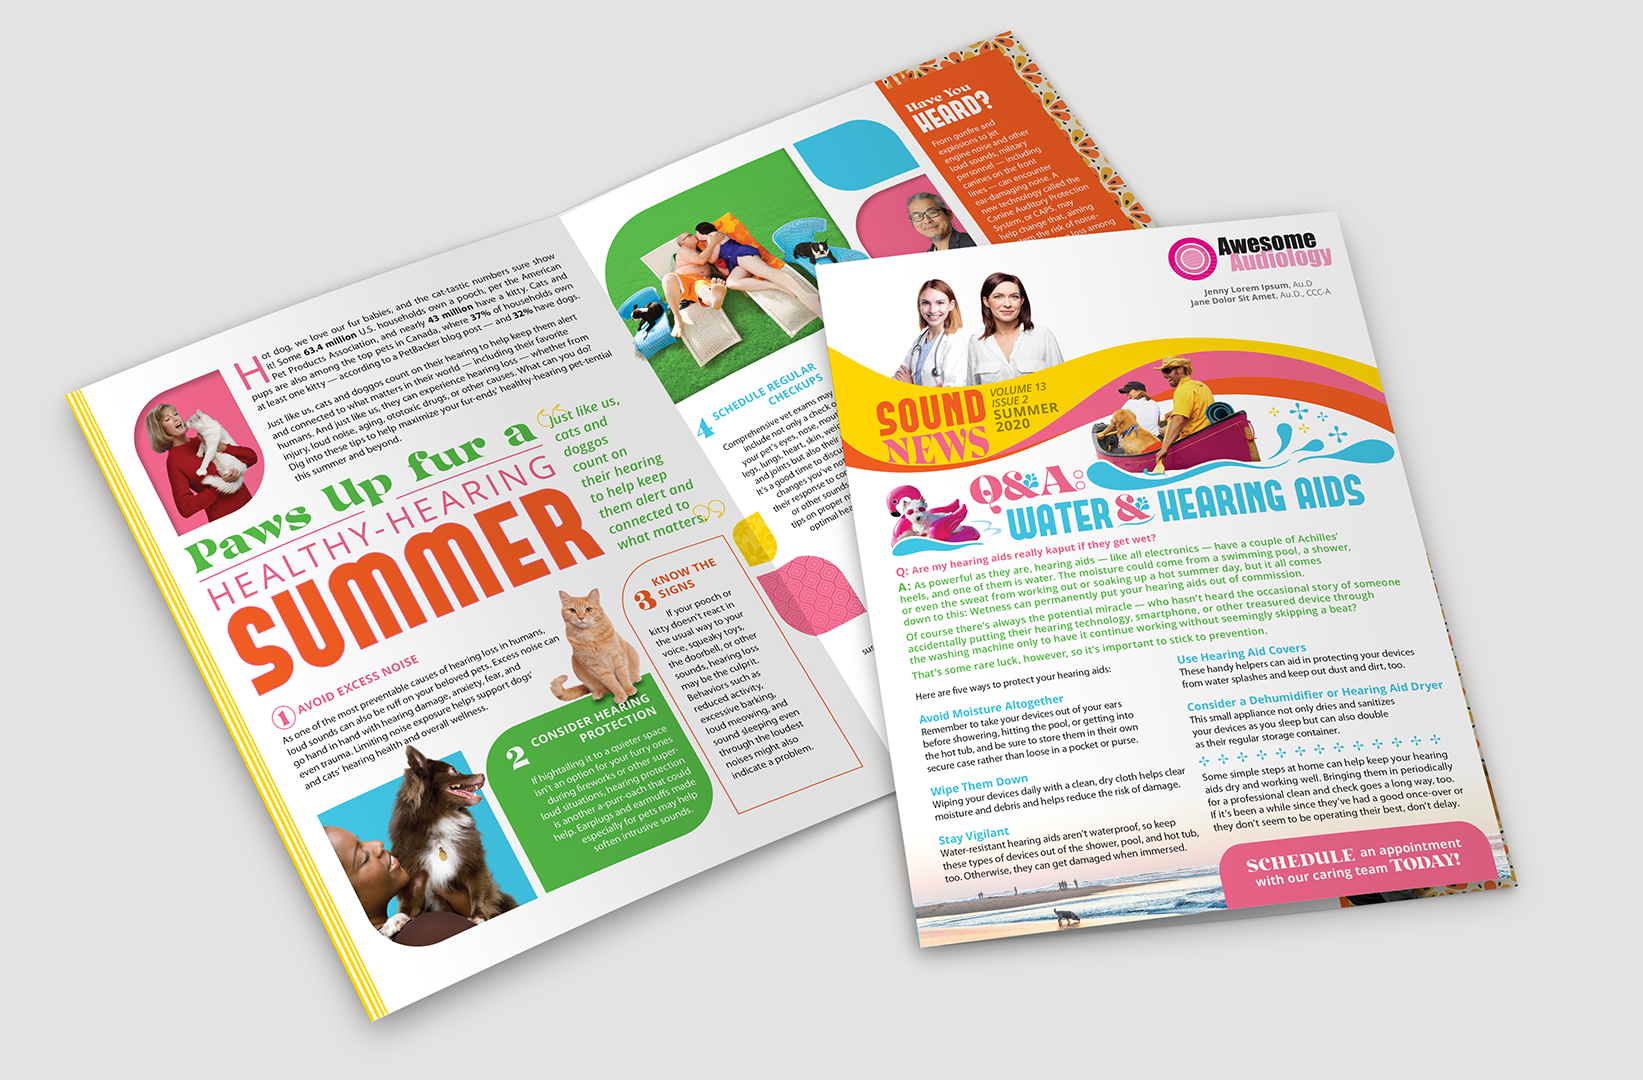 Hot dog, we love our fur babies, and the cat-tastic numbers sure show
it! Some 63.4 million U.S. households own a pooch, per the American
Pet Products Association, and nearly 43 million have a kitty. Cats and
pups are also among the top pets in Canada, where 37% of households own
at least one kitty — according to a PetBacker blog post — and 32% have dogs.
Just like us, cats and doggos count on their hearing to help keep them alert
and connected to what matters in their world — including their favorite
humans. And just like us, they can experience hearing loss — whether from
injury, loud noise, aging, ototoxic drugs, or other causes. What can you do?
Dig into these tips to help maximize your fur-ends' healthy-hearing pet-tential
this summer and beyond.
Paws Up fur a
HEALTHY-HEARING
SUMMER
Just like us,
cats and
doggos
count on
their hearing
to help keep
them alert and
connected to
what matters.
1 AVOID EXCESS NOISE
As one of the most preventable causes of hearing loss in humans,
loud sounds can also be ruff on your beloved pets. Excess noise can
go hand in hand with hearing damage, anxiety, fear, and
even trauma. Limiting noise exposure helps support dogs'
and cats' hearing health and overall wellness.
2 CONSIDER HEARING
PROTECTION
If hightailing it to a quieter space
isn't an option for your furry ones
during fireworks or other super-
loud situations, hearing protection
is another a-purr-oach that could
help. Earplugs and earmuffs made
especially for pets may help
soften intrusive sounds.
3 KNOW THE
SIGNS
If your pooch or
kitty doesn't react in
the usual way to your
voice, squeaky toys,
the doorbell, or other
sounds, hearing loss
may be the culprit.
Behaviors such as
reduced activity,
excessive barking,
loud meowing, and
sound sleeping even
through the loudest
noises might also
indicate a problem.
4 SCHEDULE REGULAR
CHECKUPS
Comprehensive vet exams may
include not only a check o
your pet's eyes, nose, mou
legs, lungs, heart, skin, we
and joints but also their
It's a good time to discu
changes you've no
their response to co
or other sounds
tips on proper n
optimal hea
Have You
HEARD?
From gunfire and
explosions to jet
engine noise and other
loud sounds, military
personnel — including
canines on the front
lines — can encounter
ear-damaging noise. A
new technology called the
Canine Auditory Protection
System, or CAPS, may
help change that, aiming
the risk of noise-
loss among
Awesome
Audiology
Jenny Lorem Ipsum, Au.D
Jane Dolor Sit Amet, Au.D., CCC-A
SOUND
NEWS
VOLUME 13
ISSUE 2
SUMMER
2020
Q&A:
WATER & HEARING AIDS
Q: Are my hearing aids really kaput if they get wet?
A: As powerful as they are, hearing aids — like all electronics — have a couple of Achilles'
heels, and one of them is water. The moisture could come from a swimming pool, a shower,
or even the sweat from working out or soaking up a hot summer day, but it all comes
down to this: Wetness can permanently put your hearing aids out of commission.
Of course there's always the potential miracle — who hasn't heard the occasional story of someone
accidentally putting their hearing technology, smartphone, or other treasured device through
the washing machine only to have it continue working without seemingly skipping a beat?
That's some rare luck, however, so it's important to stick to prevention.
Here are five ways to protect your hearing aids:
Avoid Moisture Altogether
Remember to take your devices out of your ears
before showering, hitting the pool, or getting into
the hot tub, and be sure to store them in their own
secure case rather than loose in a pocket or purse.
Wipe Them Down
Wiping your devices daily with a clean, dry cloth helps clear
moisture and debris and helps reduce the risk of damage.
Stay Vigilant
Water-resistant hearing aids aren't waterproof, so keep
these types of devices out of the shower, pool, and hot tub,
too. Otherwise, they can get damaged when immersed.
Use Hearing Aid Covers
These handy helpers can aid in protecting your devices
from water splashes and keep out dust and dirt, too.
Consider a Dehumidifier or Hearing Aid Dryer
This small appliance not only dries and sanitizes
your devices as you sleep but can also double
as their regular storage container.
Some simple steps at home can help keep your hearing
aids dry and working well. Bringing them in periodically
for a professional clean and check goes a long way, too.
If it's been a while since they've had a good once-over or
they don't seem to be operating their best, don't delay.
SCHEDULE an appointment
with our caring team TODAY!